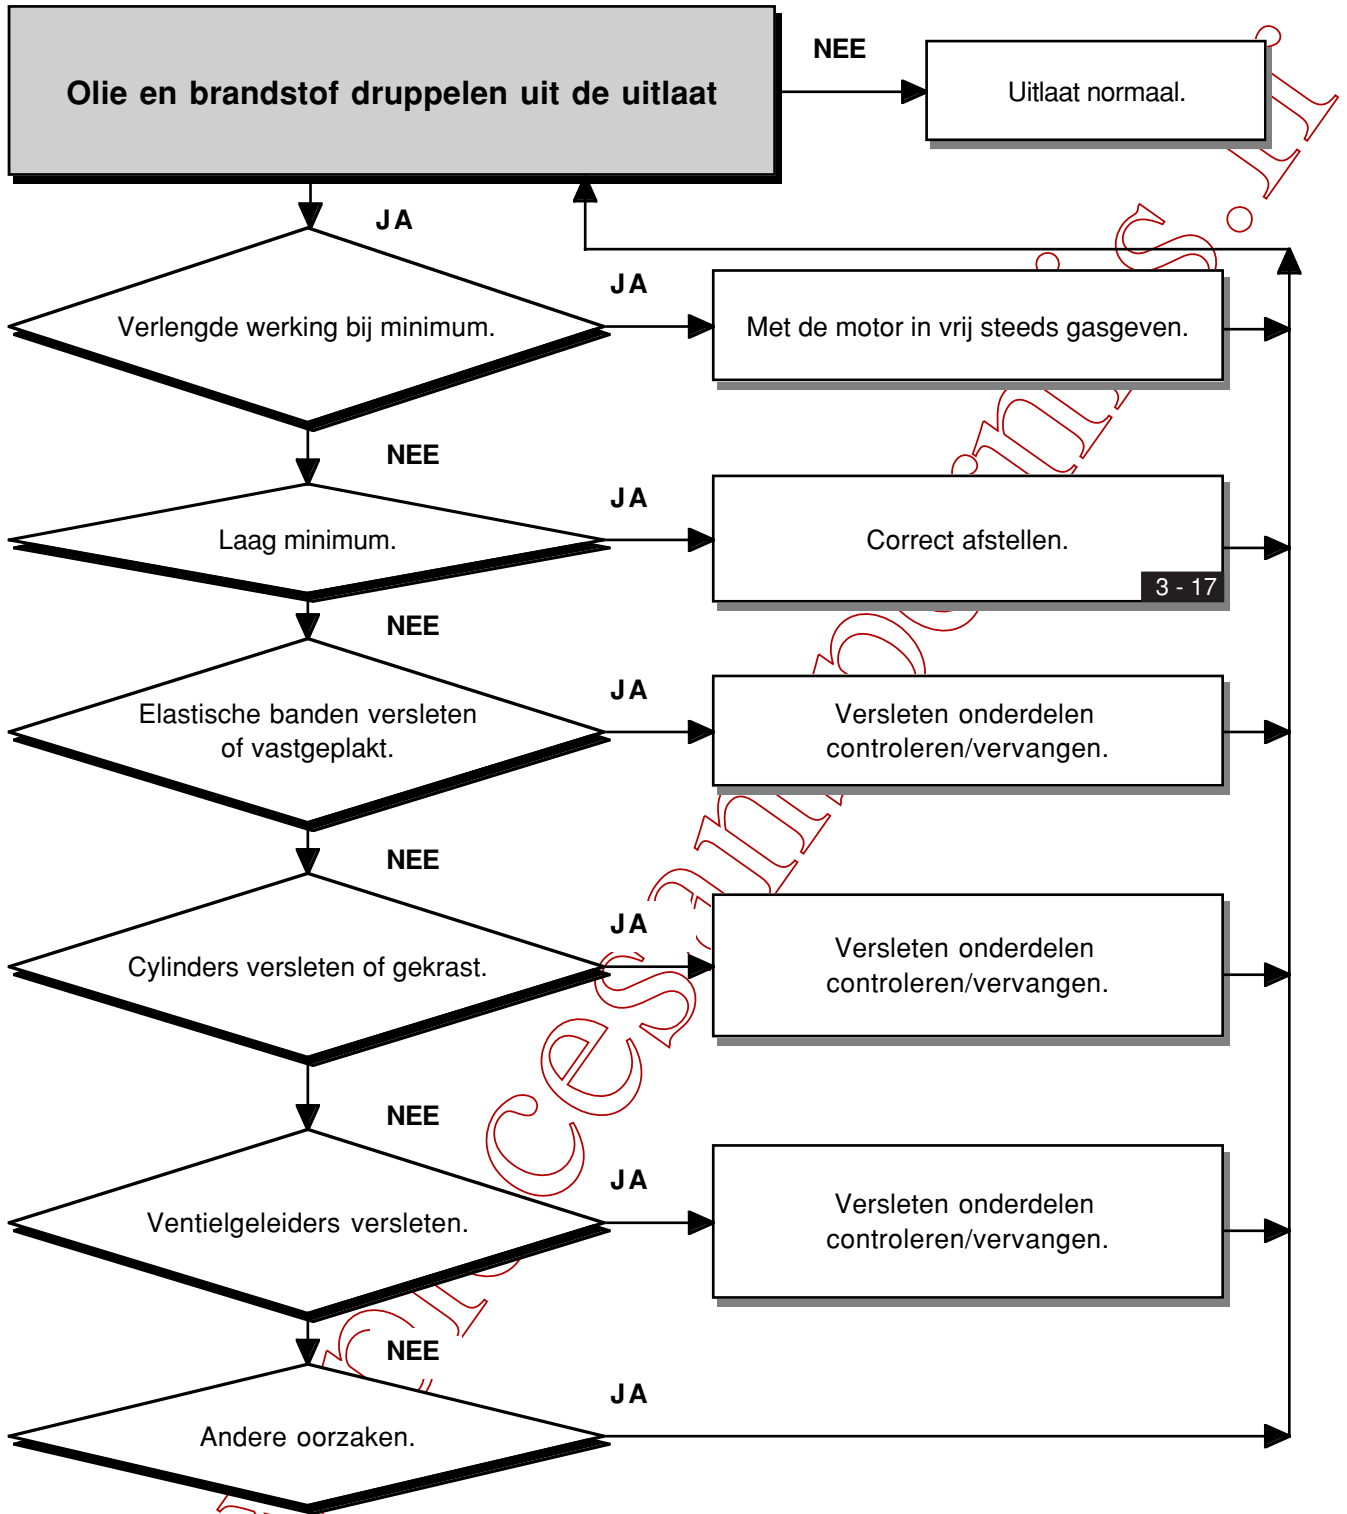 Olie en brandstof druppelen uit de uitlaat
NEE
Uitlaat normaal.
JA
Verlengde werking bij minimum.
JA
Met de motor in vrij steeds gasgeven.
NEE
Laag minimum.
JA
Correct afstellen.
3 - 17
NEE
Elastische banden versleten
of vastgeplakt.
JA
Versleten onderdelen
controleren/vervangen.
NEE
Cylinders versleten of gekrast.
JA
Versleten onderdelen
controleren/vervangen.
NEE
Ventielgeleiders versleten.
JA
Versleten onderdelen
controleren/vervangen.
NEE
Andere oorzaken.
JA